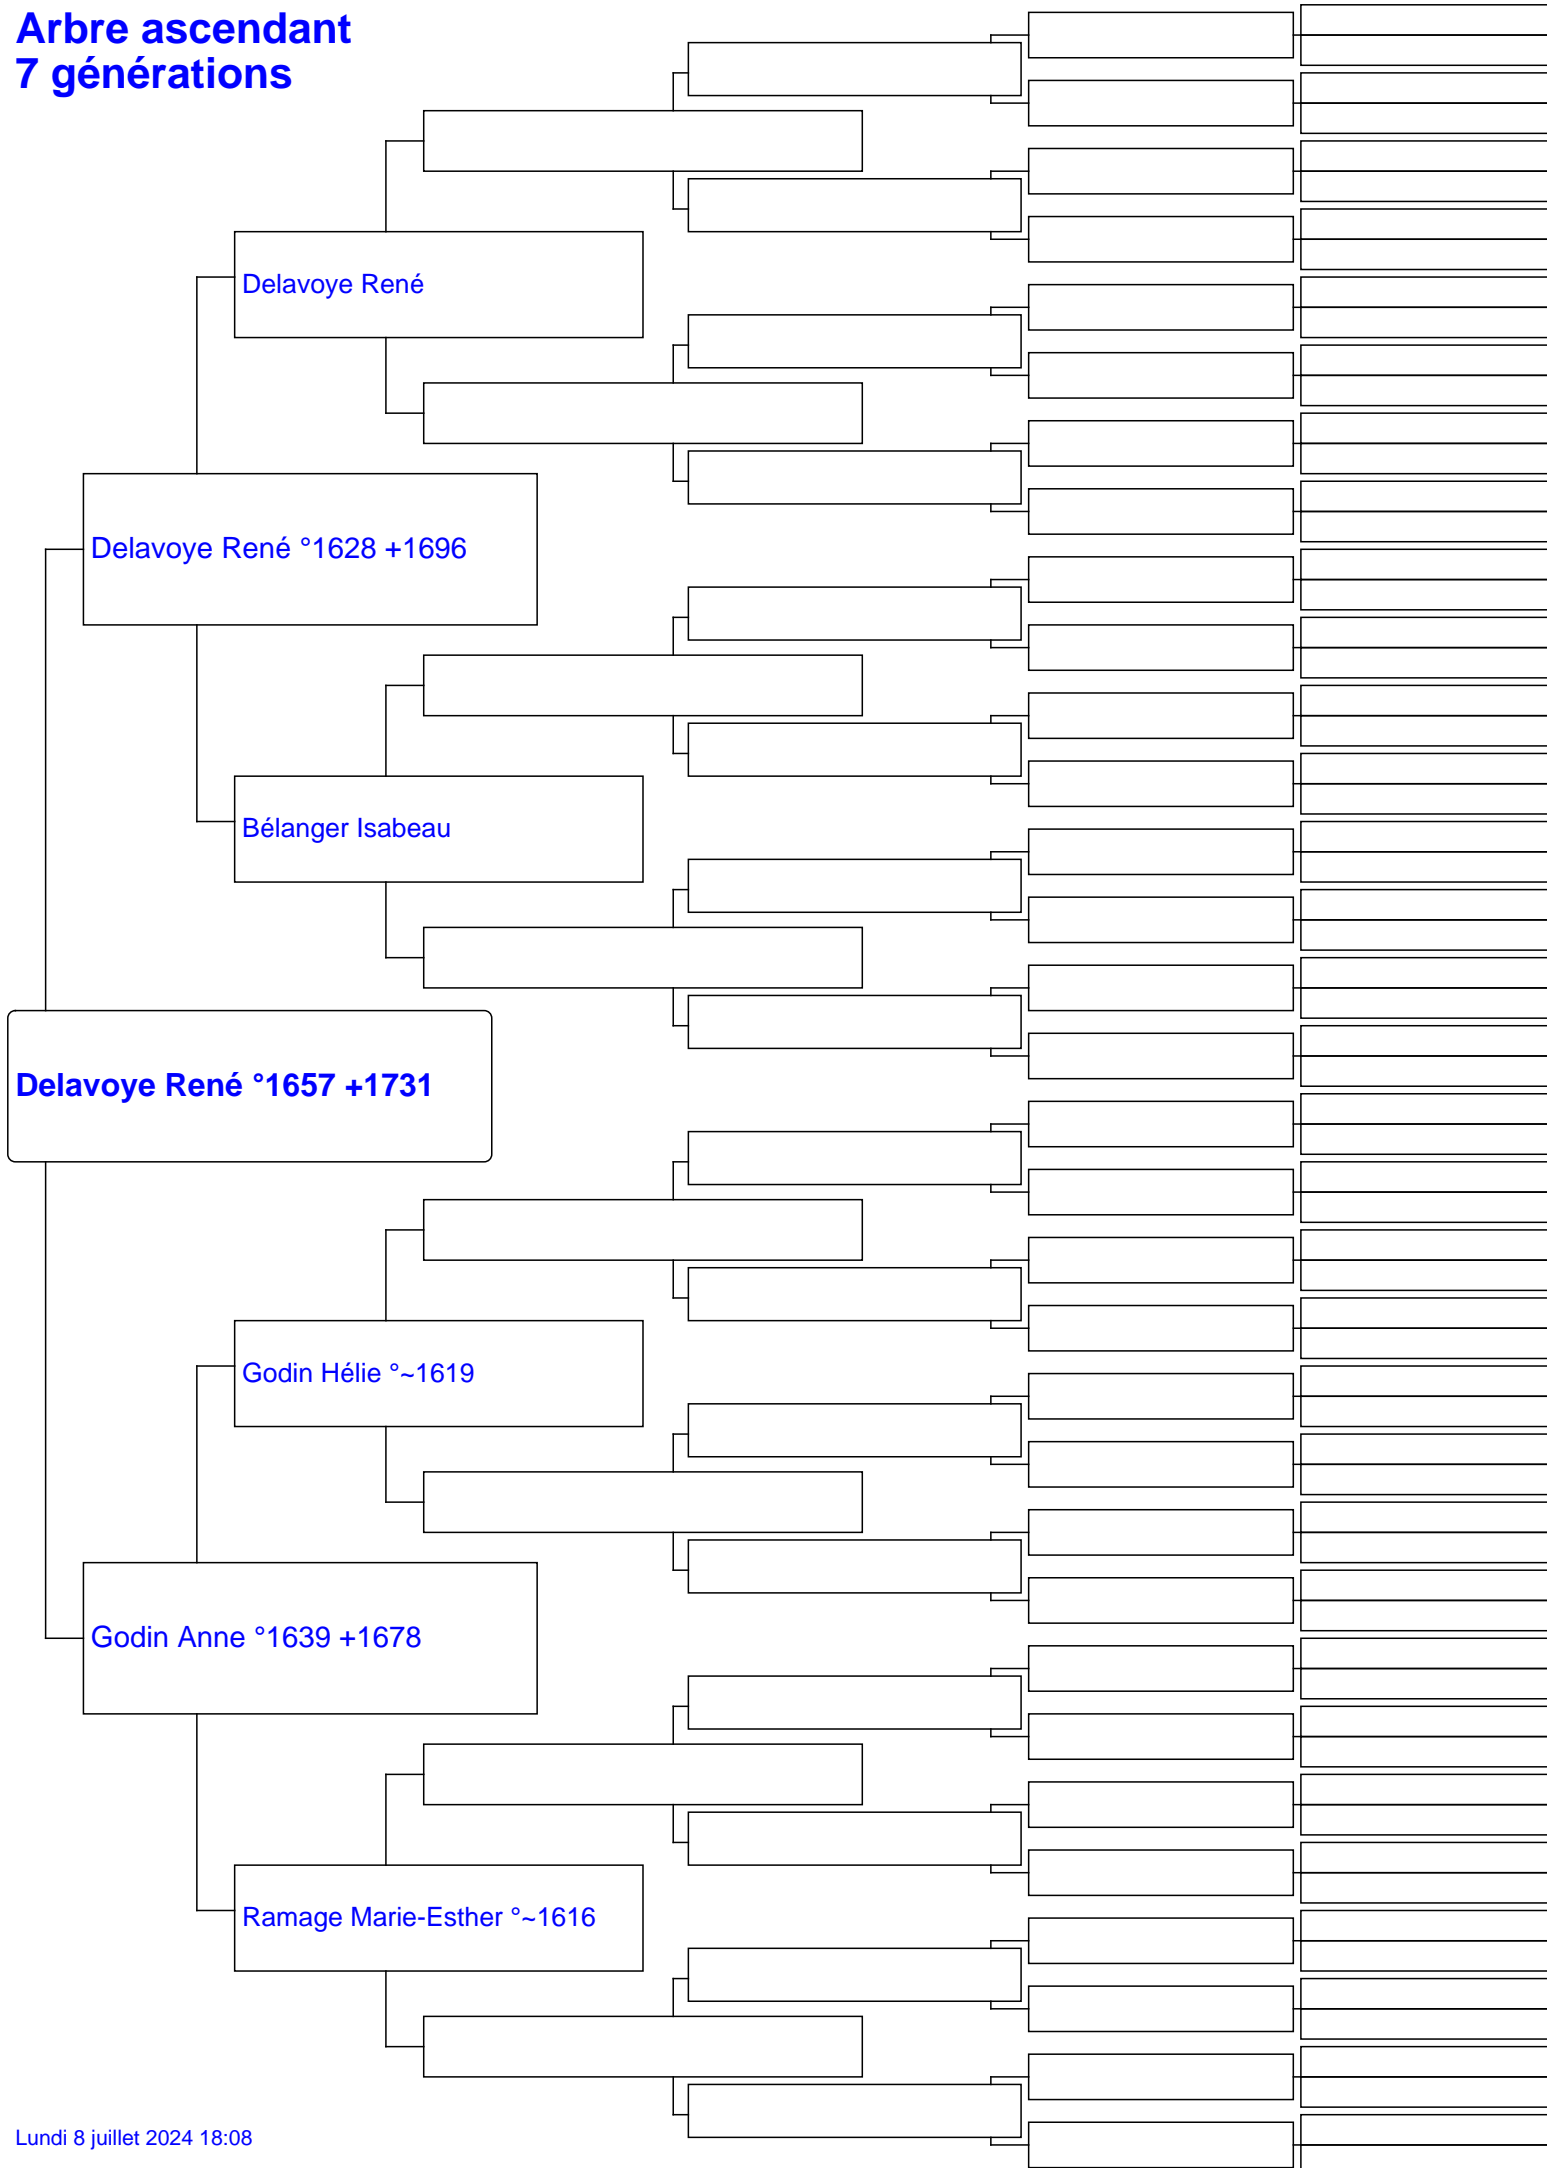 Arbre ascendant
7 générations
Delavoye René
Delavoye René °1628 +1696
Bélanger Isabeau
Delavoye René °1657 +1731
Godin Hélie °~1619
Godin Anne °1639 +1678
Ramage Marie-Esther °~1616
Lundi 8 juillet 2024 18:08